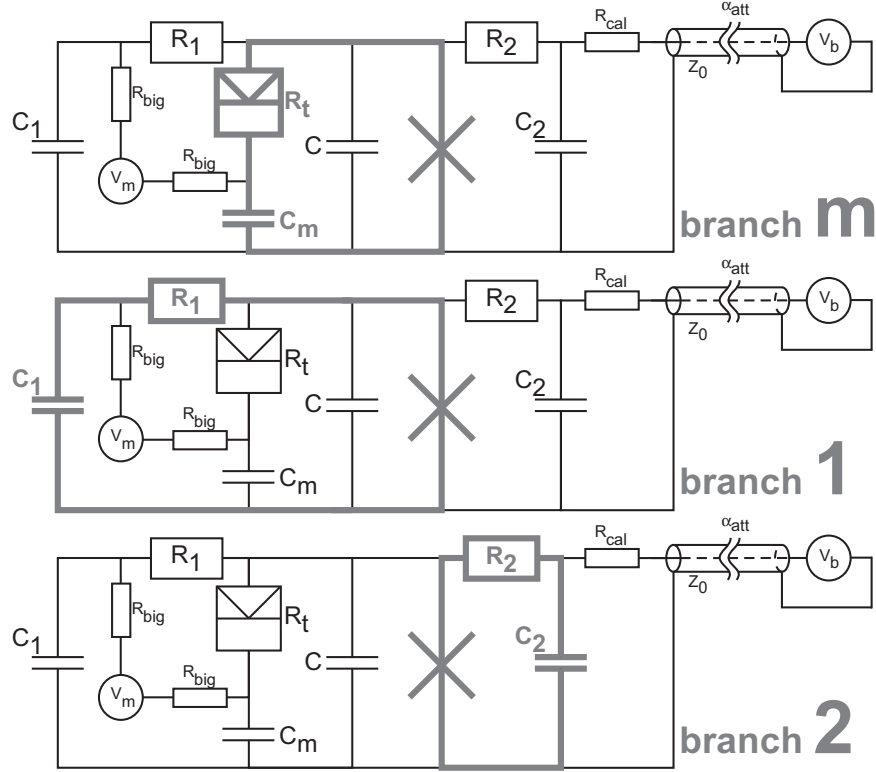 R1 R2 Rcal αatt Vb
Z0
Rbig Rt
C1 C C2
Vm Rbig
Cm branch m
R1 R2 Rcal αatt Vb
Z0
Rbig Rt
C1 C C2
Vm Rbig
Cm branch 1
R1 R2 Rcal αatt Vb
Z0
Rbig Rt
C1 C C2
Vm Rbig
Cm branch 2